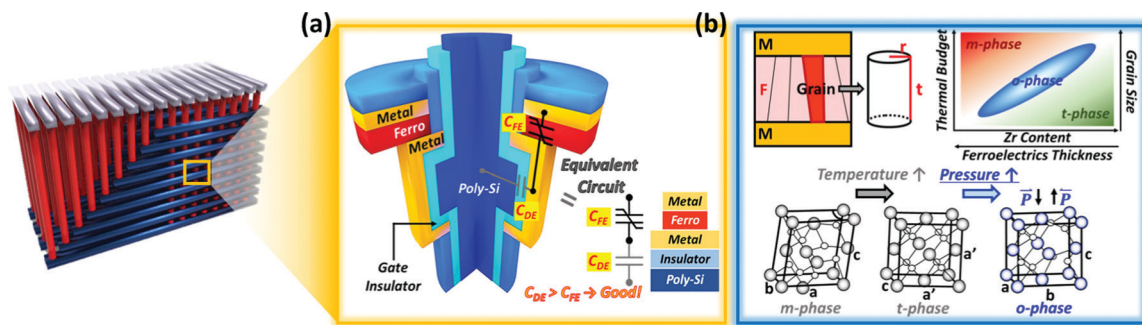 (a)
Metal
Ferro
Metal
C_FE
Poly-Si
C_DE
Gate
Insulator
Equivalent
Circuit
=
C_FE
C_DE
Metal
Ferro
Metal
Insulator
Poly-Si
C_DE > C_FE → Good!
(b)
M
F
Grain
M
r
t
Thermal Budget
m-phase
o-phase
t-phase
Grain Size
Zr Content
Ferroelectrics Thickness
Temperature ↑
Pressure ↑
P↓ ↑P
b a c
m-phase
c a' a'
t-phase
a b c
o-phase